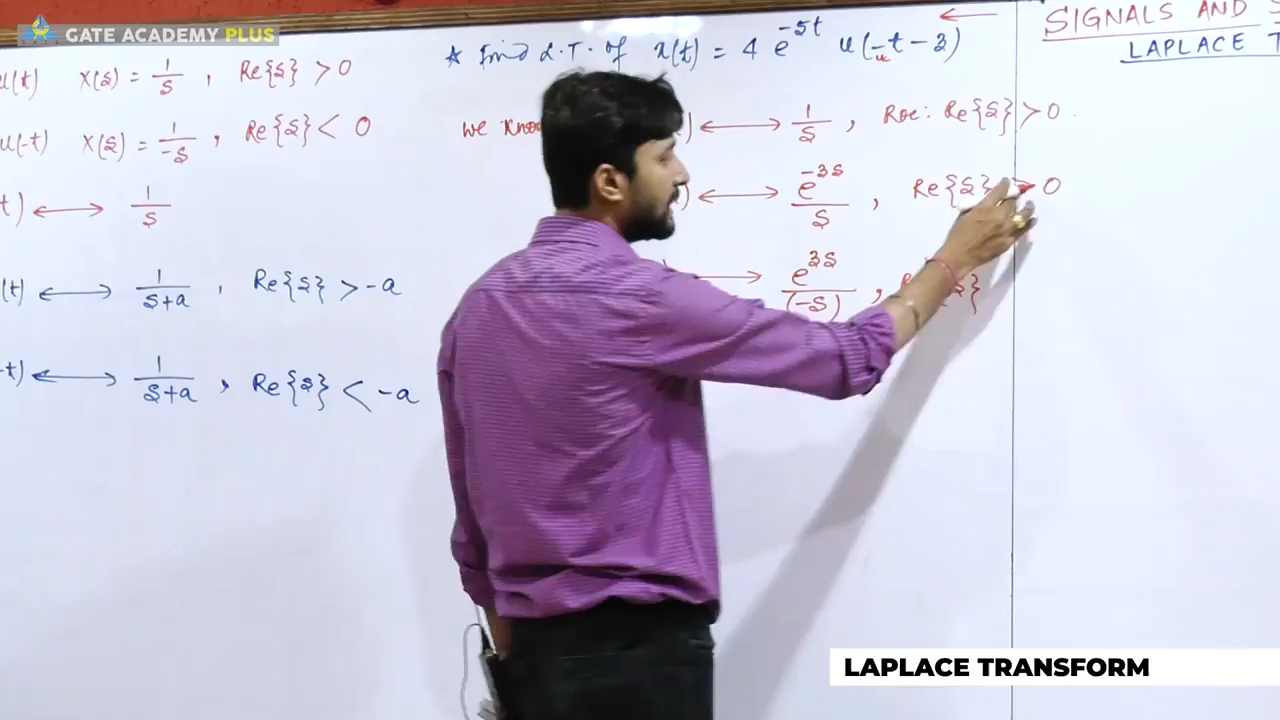 GATE ACADEMY PLUS
u(t) X(s) = 1/s , Re{s} > 0
u(-t) X(s) = 1/-s , Re{s} < 0
t) ⟷ 1/s
(t) ⟷ 1/s+a , Re{s} > -a
-t) ⟷ 1/s+a , Re{s} < -a
* Find L.T. of x(t) = 4 e^-5t u(-t-3)
we know ) ⟷ 1/s , Roc: Re{s} > 0
) ⟷ e^-3s/s , Re{s} > 0
e^3s/(-s) , s}
←
SIGNALS AND S
LAPLACE T
LAPLACE TRANSFORM